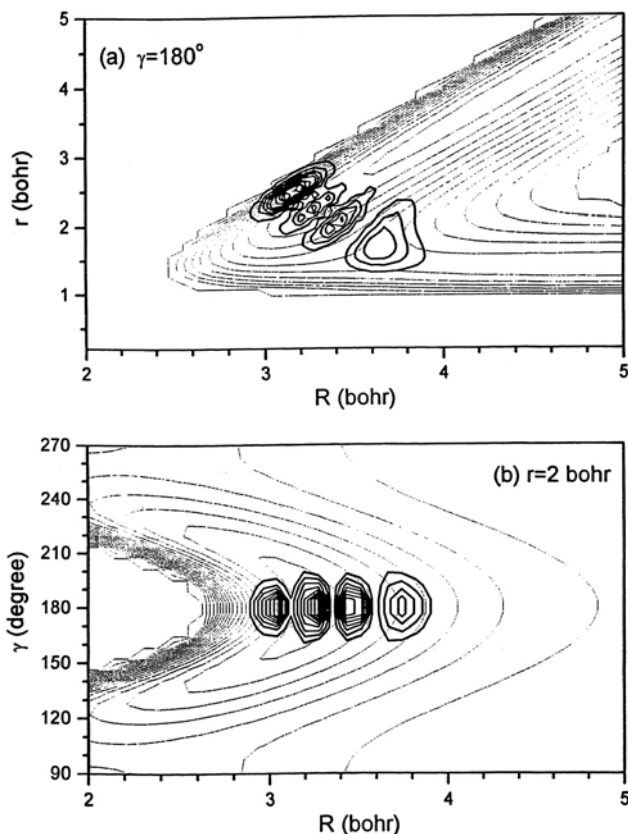 5
(a) γ=180°
4
3
2
1
r (bohr)
2 3 4 5
R (bohr)
270
(b) r=2 bohr
240
210
180
150
120
90
γ (degree)
2 3 4 5
R (bohr)